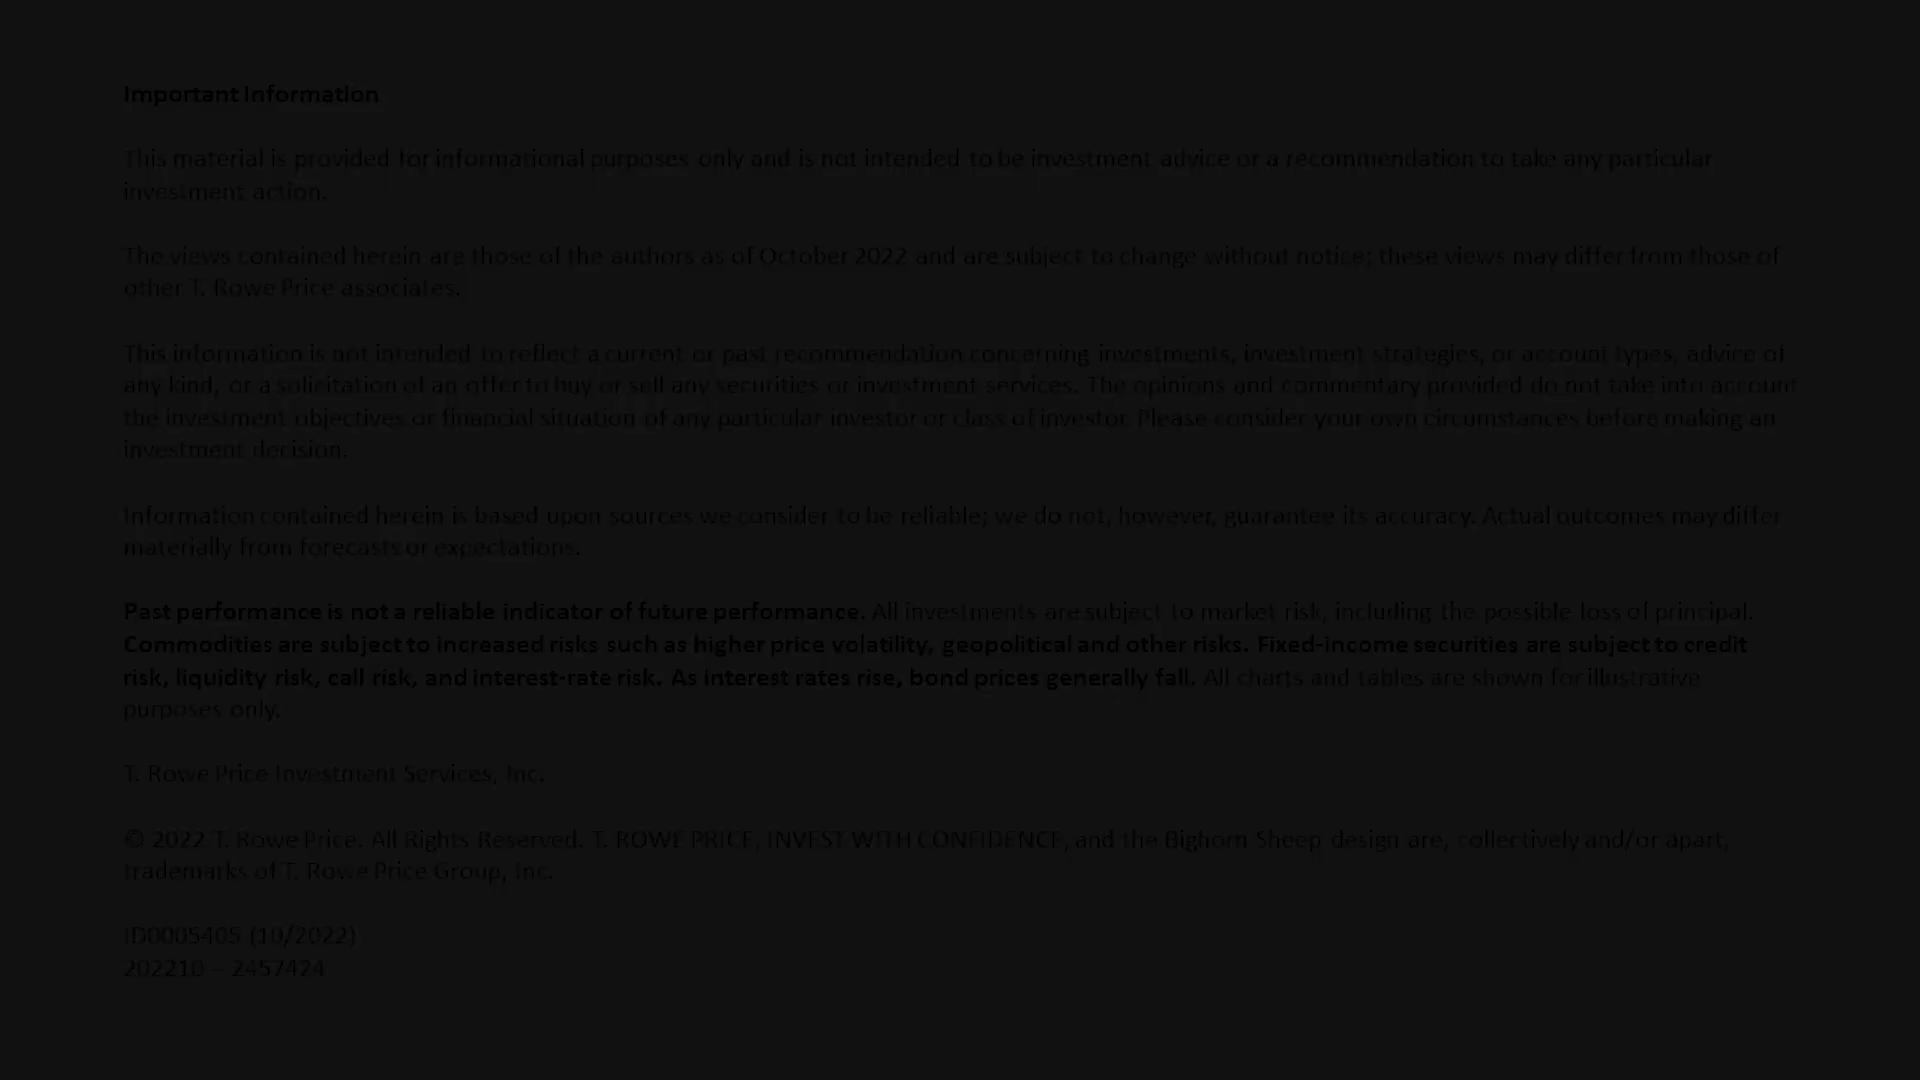 Important Information
This material is provided for informational purposes only and is not intended to be investment advice or a recommendation to take any particular
investment action.
The views contained herein are those of the authors as of October 2022 and are subject to change without notice; these views may differ from those of
other T. Rowe Price associates.
This information is not intended to reflect a current or past recommendation concerning investments, investment strategies, or account types, advice of
any kind, or a solicitation of an offer to buy or sell any securities or investment services. The opinions and commentary provided do not take into account
the investment objectives or financial situation of any particular investor or class of investor. Please consider your own circumstances before making an
investment decision.
Information contained herein is based upon sources we consider to be reliable; we do not, however, guarantee its accuracy. Actual outcomes may differ
materially from forecasts or expectations.
Past performance is not a reliable indicator of future performance. All investments are subject to market risk, including the possible loss of principal.
Commodities are subject to increased risks such as higher price volatility, geopolitical and other risks. Fixed-income securities are subject to credit
risk, liquidity risk, call risk, and interest-rate risk. As interest rates rise, bond prices generally fall. All charts and tables are shown for illustrative
purposes only.
T. Rowe Price Investment Services, Inc.
© 2022 T. Rowe Price. All Rights Reserved. T. ROWE PRICE, INVEST WITH CONFIDENCE, and the Bighorn Sheep design are, collectively and/or apart,
trademarks of T. Rowe Price Group, Inc.
ID0005405 (10/2022)
202210 – 2457424